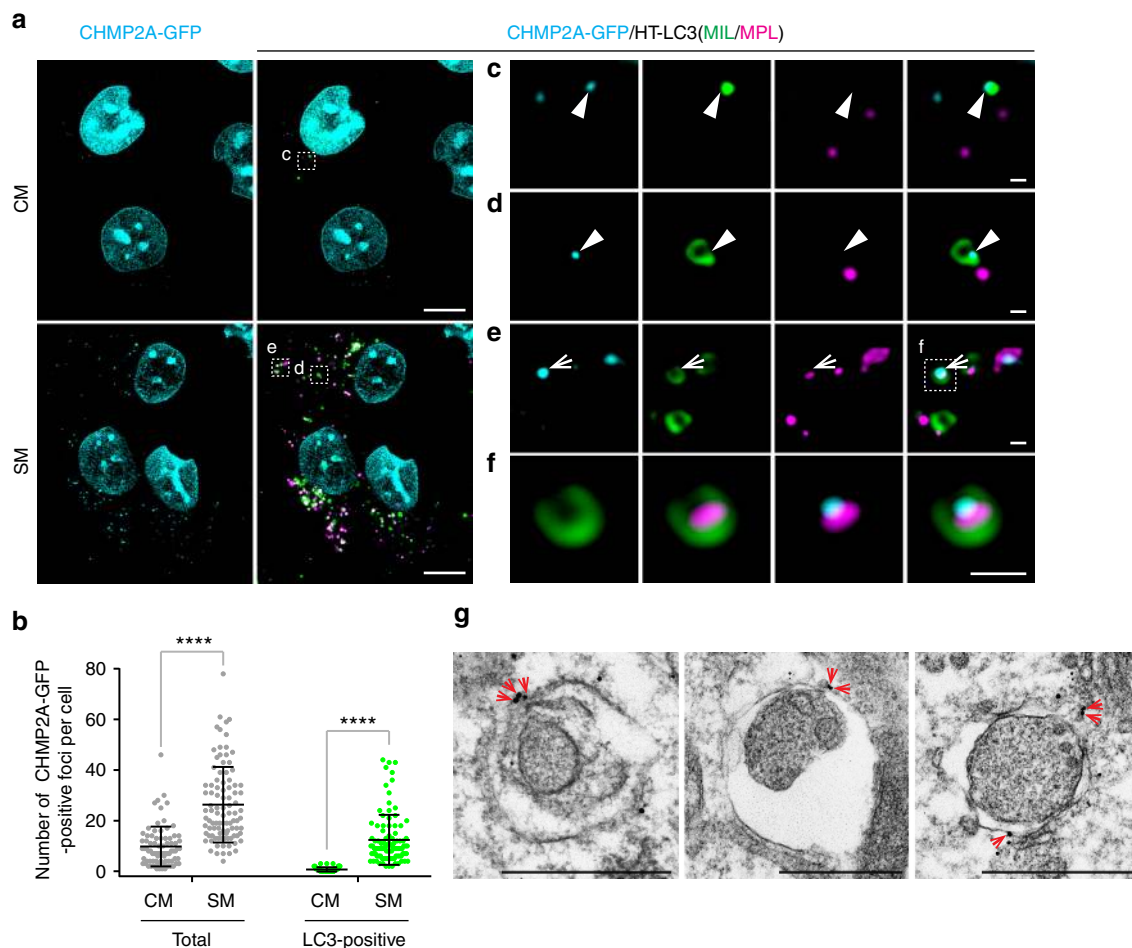 a
CHMP2A-GFP
CHMP2A-GFP/HT-LC3(MIL/MPL)
CM
c
SM
e
d
c
d
e
f
f
b
Number of CHMP2A-GFP
-positive foci per cell
80
60
40
20
0
****
****
CM SM CM SM
Total LC3-positive
g